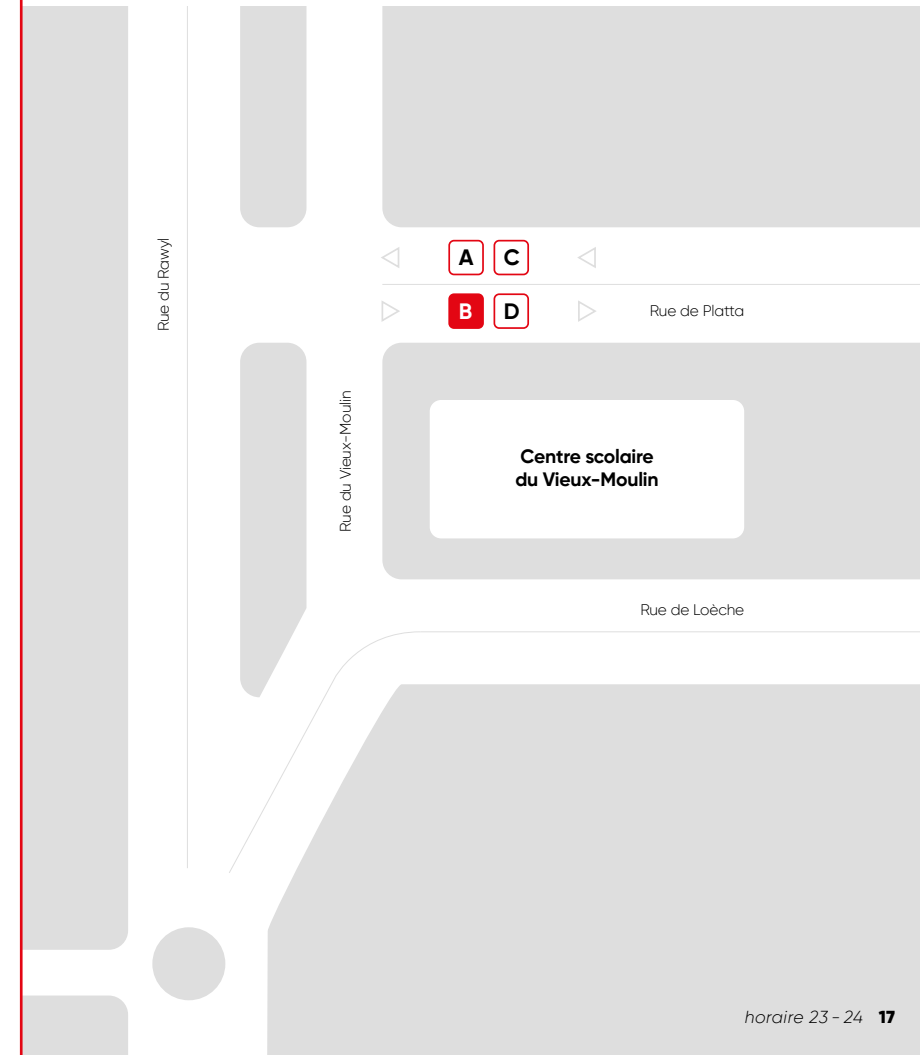 Rue du Rawyl
A C
B D
Rue de Platta
Rue du Vieux-Moulin
Centre scolaire
du Vieux-Moulin
Rue de Loèche
horaire 23 - 24 17